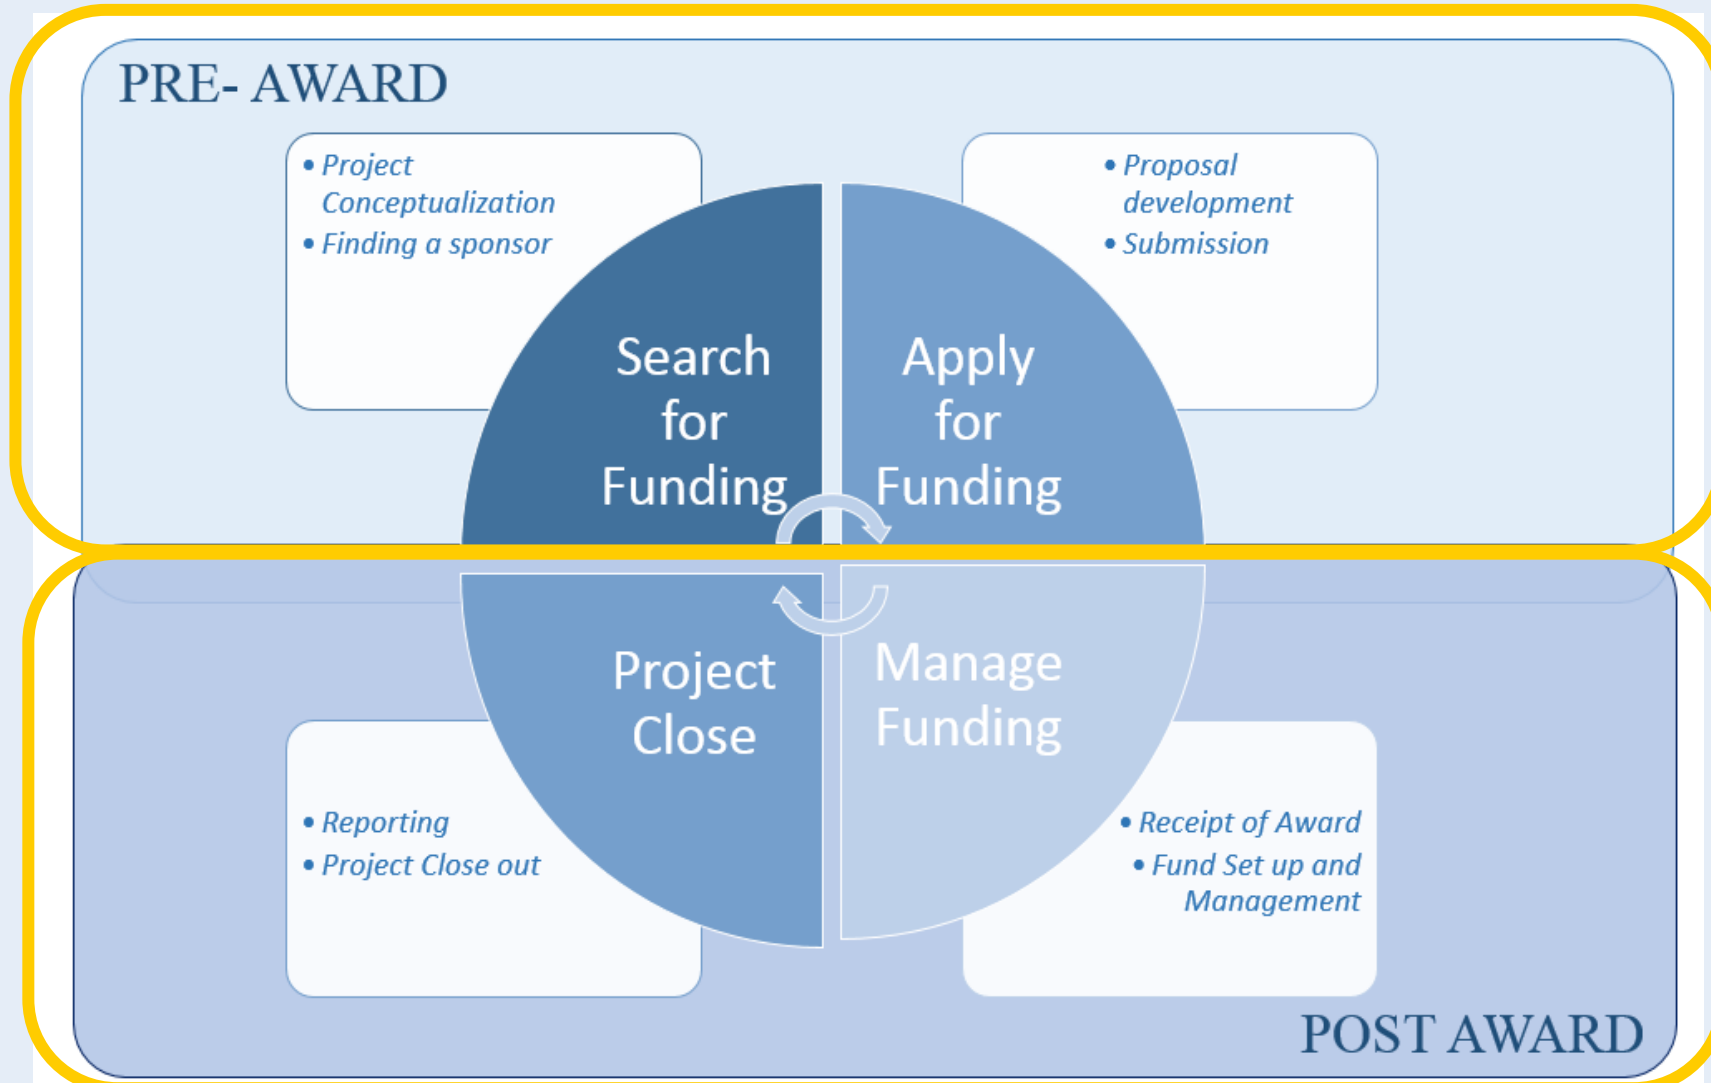 PRE- AWARD
• Project
Conceptualization
• Finding a sponsor
• Proposal
development
• Submission
Search
for
Funding
Apply
for
Funding
Project
Close
Manage
Funding
• Reporting
• Project Close out
• Receipt of Award
• Fund Set up and
Management
POST AWARD